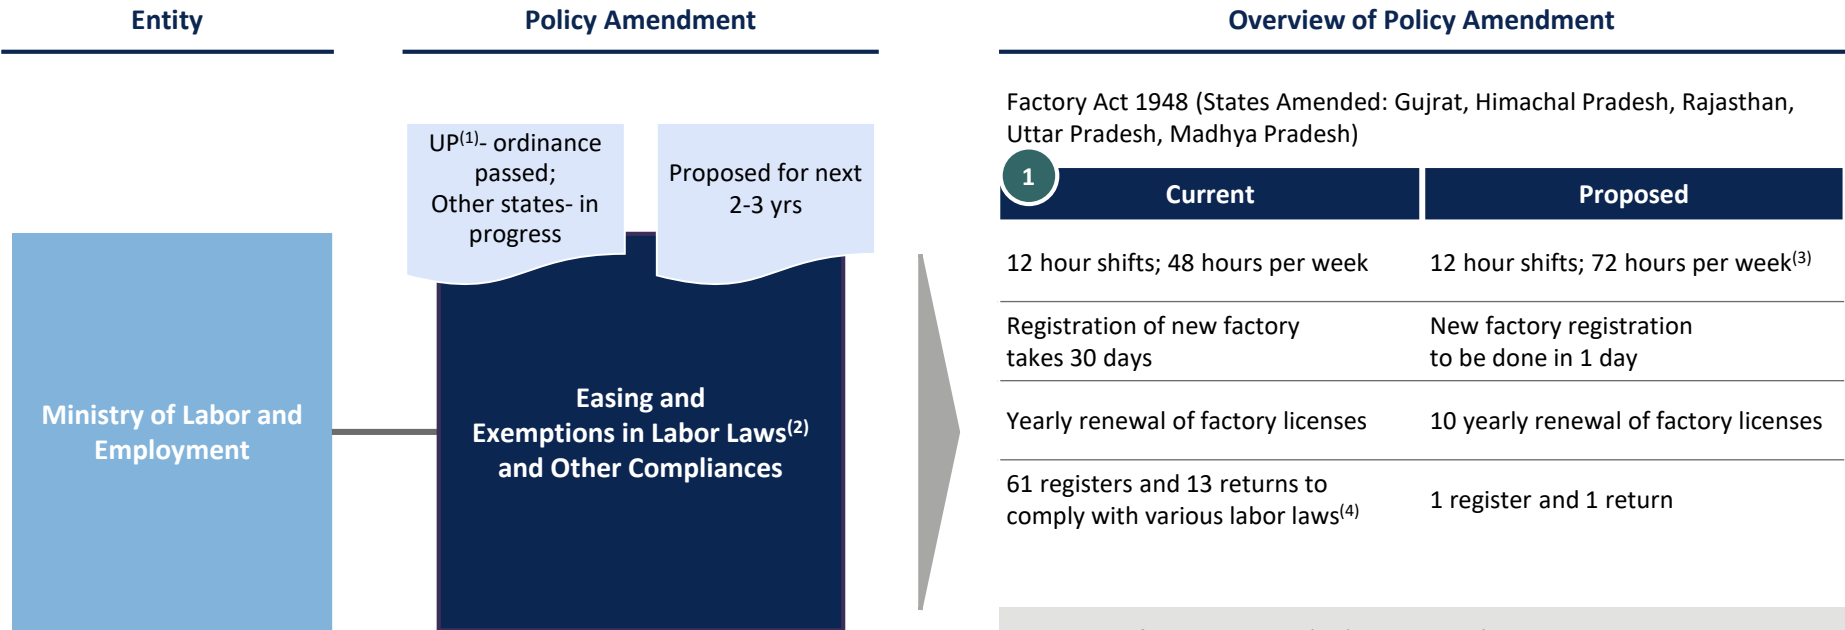 Entity
Policy Amendment
Overview of Policy Amendment
UP(1)- ordinance
passed;
Other states- in
progress
Proposed for next
2-3 yrs
Ministry of Labor and
Employment
Easing and
Exemptions in Labor Laws(2)
and Other Compliances
Factory Act 1948 (States Amended: Gujrat, Himachal Pradesh, Rajasthan,
Uttar Pradesh, Madhya Pradesh)
1
Current
Proposed
12 hour shifts; 48 hours per week
12 hour shifts; 72 hours per week(3)
Registration of new factory
takes 30 days
New factory registration
to be done in 1 day
Yearly renewal of factory licenses
10 yearly renewal of factory licenses
61 registers and 13 returns to
comply with various labor laws(4)
1 register and 1 return